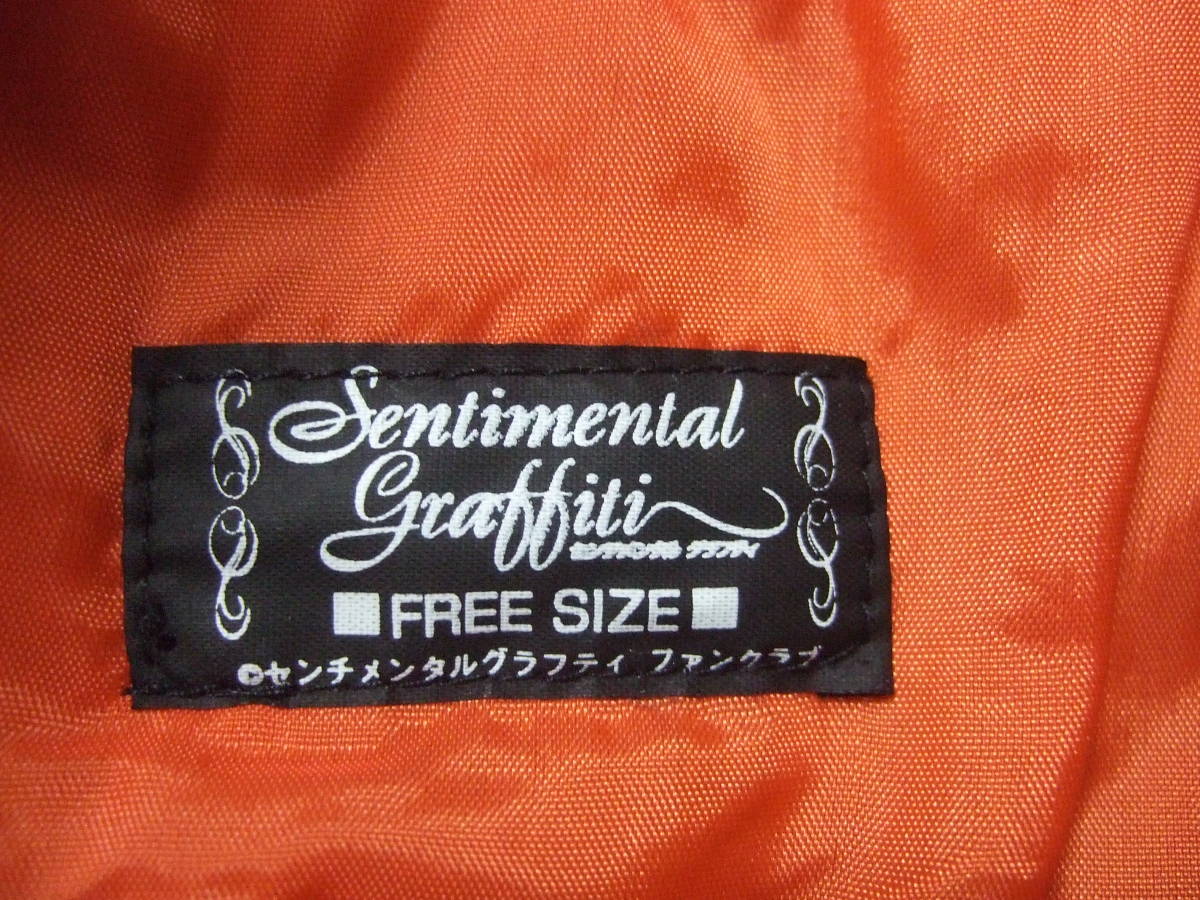 Sentimental
Graffiti
センチメンタル グラフティ
■FREE SIZE■
©センチメンタルグラフティ ファンクラブ